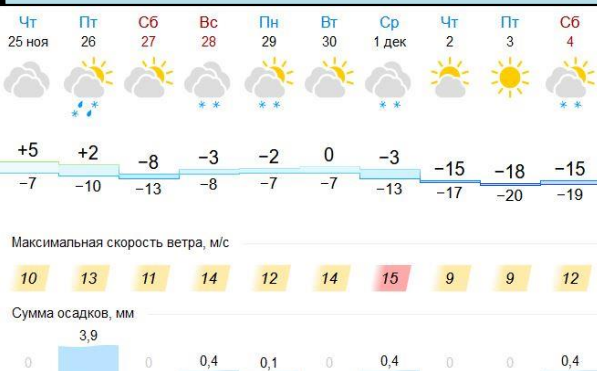 Чт Пт Сб Вс Пн Вт Ср Чт Пт Сб
25 ноя 26 27 28 29 30 1 дек 2 3 4
+5 +2 −8 −3 −2 0 −3 −15 −18 −15
−7 −10 −13 −8 −7 −7 −13 −17 −20 −19
Максимальная скорость ветра, м/с
10 13 11 14 12 14 15 9 9 12
Сумма осадков, мм
0 3,9 0 0,4 0,1 0 0,4 0 0 0,4